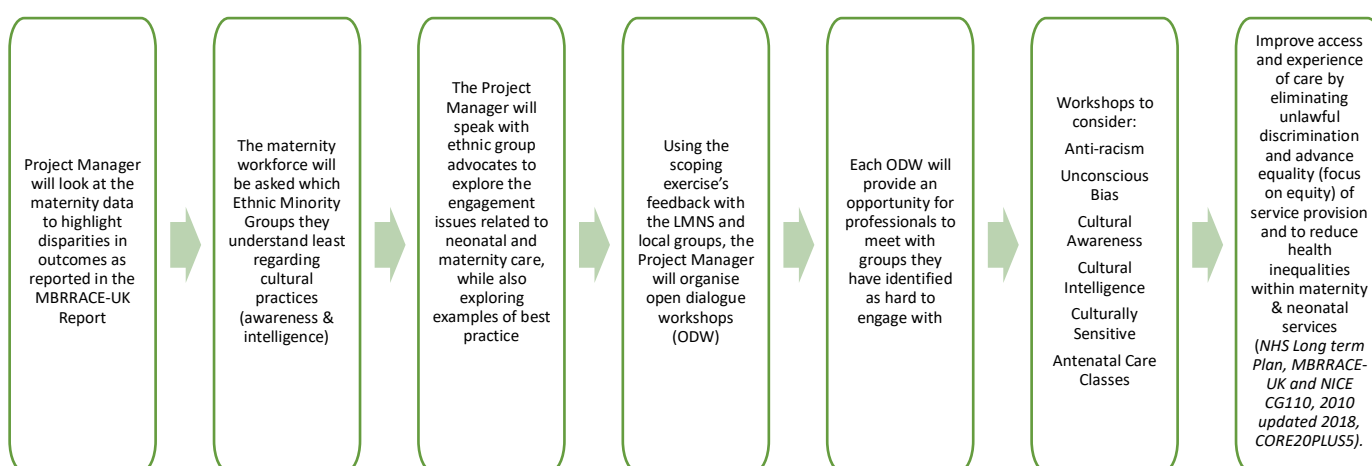 Project Manager
will look at the
maternity data
to highlight
disparities in
outcomes as
reported in the
MBRRACE-UK
Report
The maternity
workforce will
be asked which
Ethnic Minority
Groups they
understand least
regarding
cultural
practices
(awareness &
intelligence)
The Project
Manager will
speak with
ethnic group
advocates to
explore the
engagement
issues related to
neonatal and
maternity care,
while also
exploring
examples of best
practice
Using the
scoping
exercise’s
feedback with
the LMNS and
local groups, the
Project Manager
will organise
open dialogue
workshops
(ODW)
Each ODW will
provide an
opportunity for
professionals to
meet with
groups they
have identified
as hard to
engage with
Workshops to
consider:
Anti-racism
Unconscious
Bias
Cultural
Awareness
Cultural
Intelligence
Culturally
Sensitive
Antenatal Care
Classes
Improve access
and experience
of care by
eliminating
unlawful
discrimination
and advance
equality (focus
on equity) of
service provision
and to reduce
health
inequalities
within maternity
& neonatal
services
(NHS Long term
Plan, MBRRACE-
UK and NICE
CG110, 2010
updated 2018,
CORE20PLUS5).